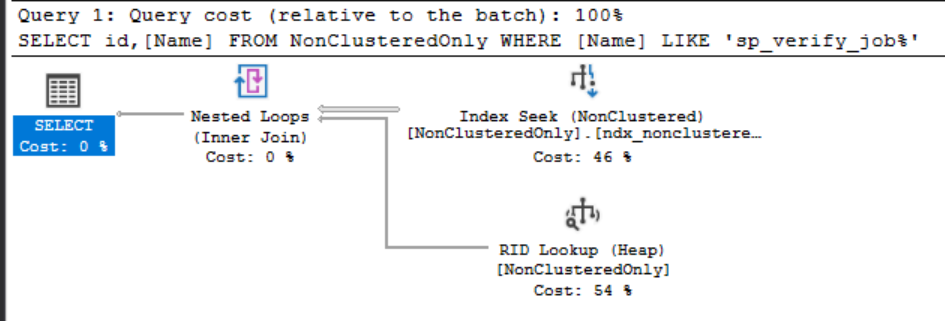 Query 1: Query cost (relative to the batch): 100%
SELECT id,[Name] FROM NonClusteredOnly WHERE [Name] LIKE 'sp_verify_job%'
SELECT
Cost: 0 %
Nested Loops
(Inner Join)
Cost: 0 %
Index Seek (NonClustered)
[NonClusteredOnly].[ndx_nonclustere…
Cost: 46 %
RID Lookup (Heap)
[NonClusteredOnly]
Cost: 54 %